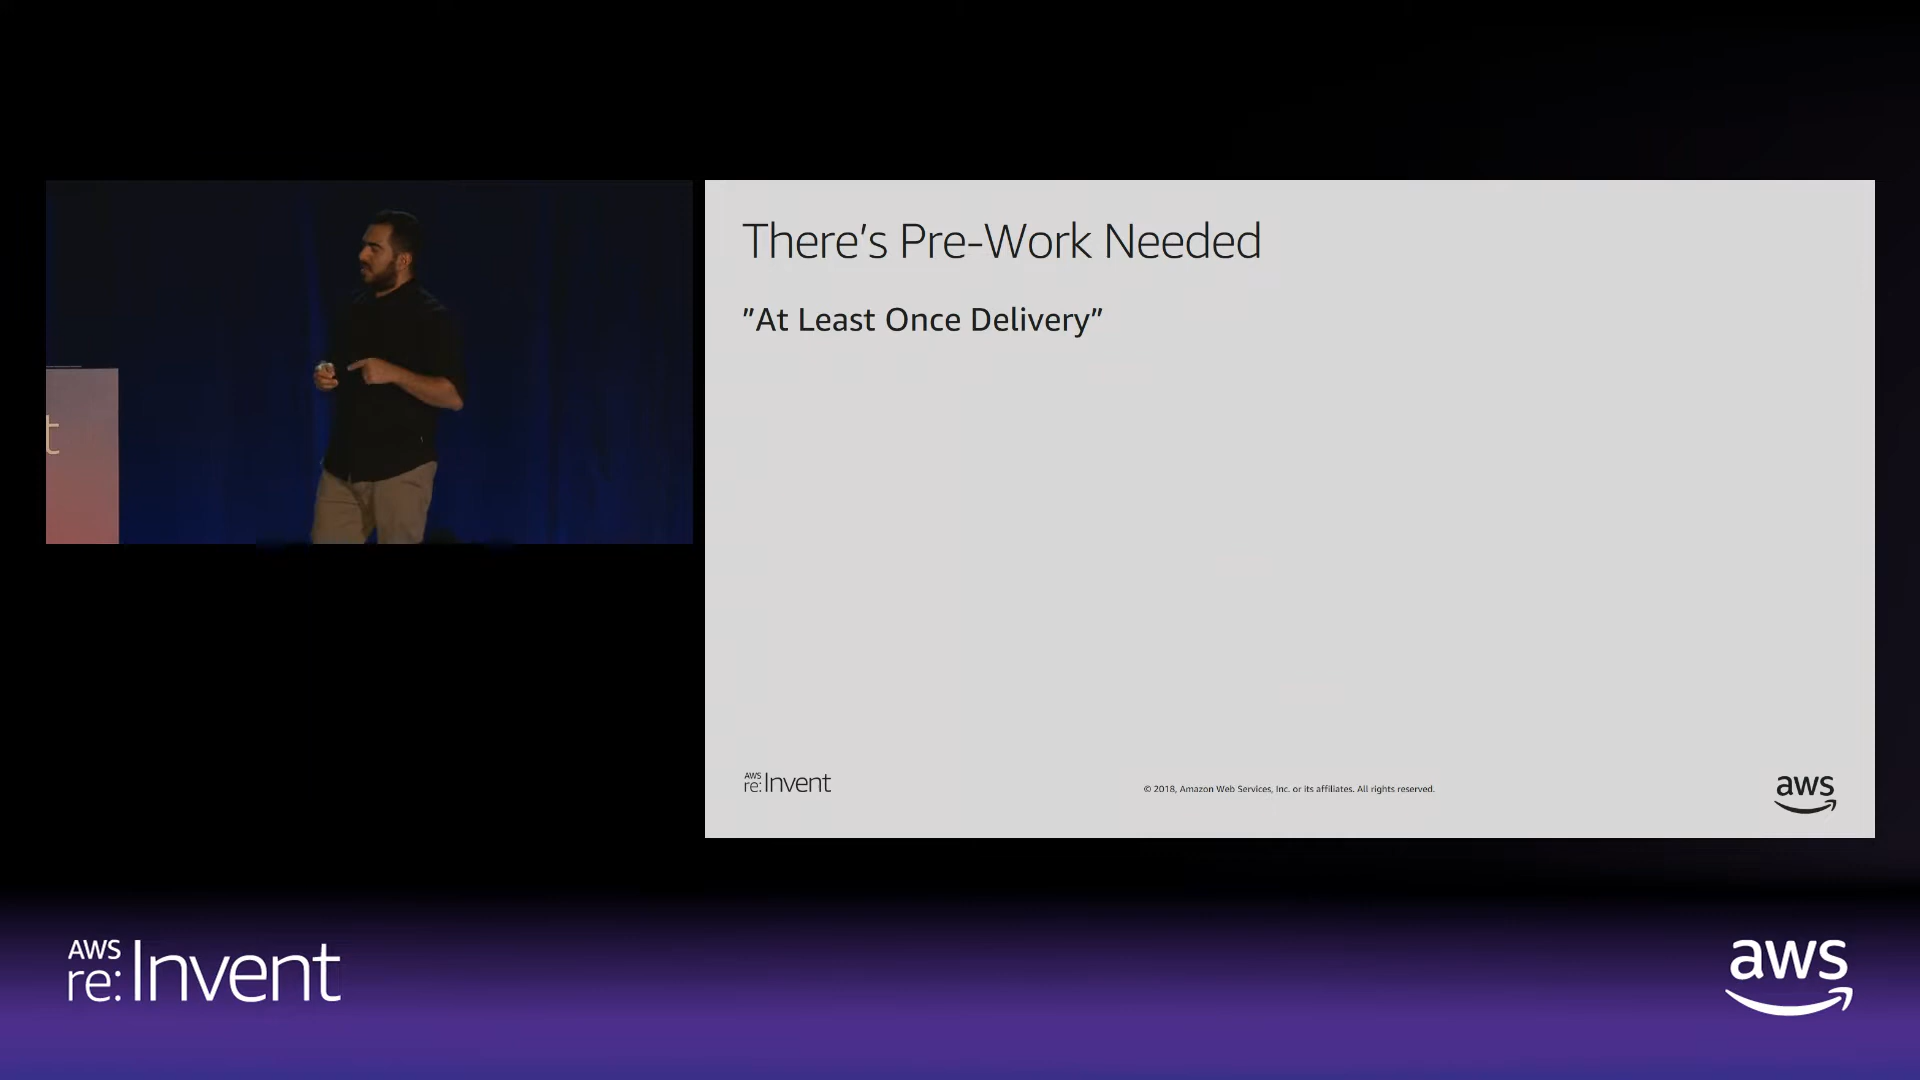 t
There’s Pre-Work Needed
”At Least Once Delivery”
AWS
re:Invent
© 2018, Amazon Web Services, Inc. or its affiliates. All rights reserved.
aws
AWS
re:Invent
aws